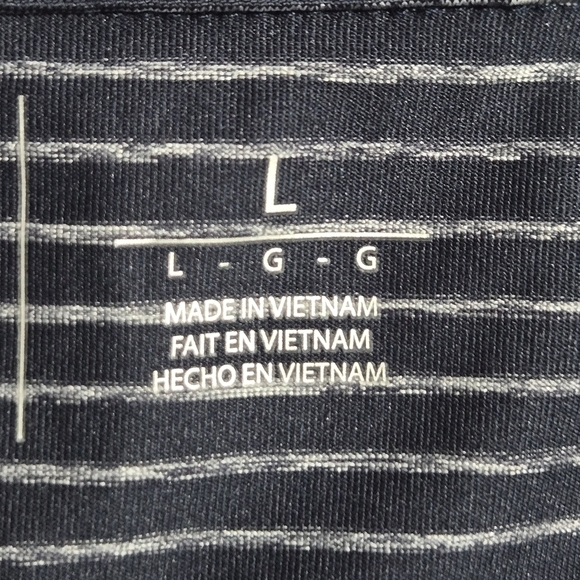 L
L - G - G
MADE IN VIETNAM
FAIT EN VIETNAM
HECHO EN VIETNAM